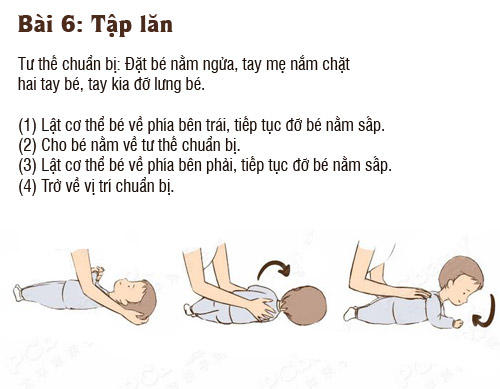 Bài 6: Tập lăn
Tư thế chuẩn bị: Đặt bé nằm ngửa, tay mẹ nắm chặt
hai tay bé, tay kia đỡ lưng bé.
(1) Lật cơ thể bé về phía bên trái, tiếp tục đỡ bé nằm sấp.
(2) Cho bé nằm về tư thế chuẩn bị.
(3) Lật cơ thể bé về phía bên phải, tiếp tục đỡ bé nằm sấp.
(4) Trở về vị trí chuẩn bị.